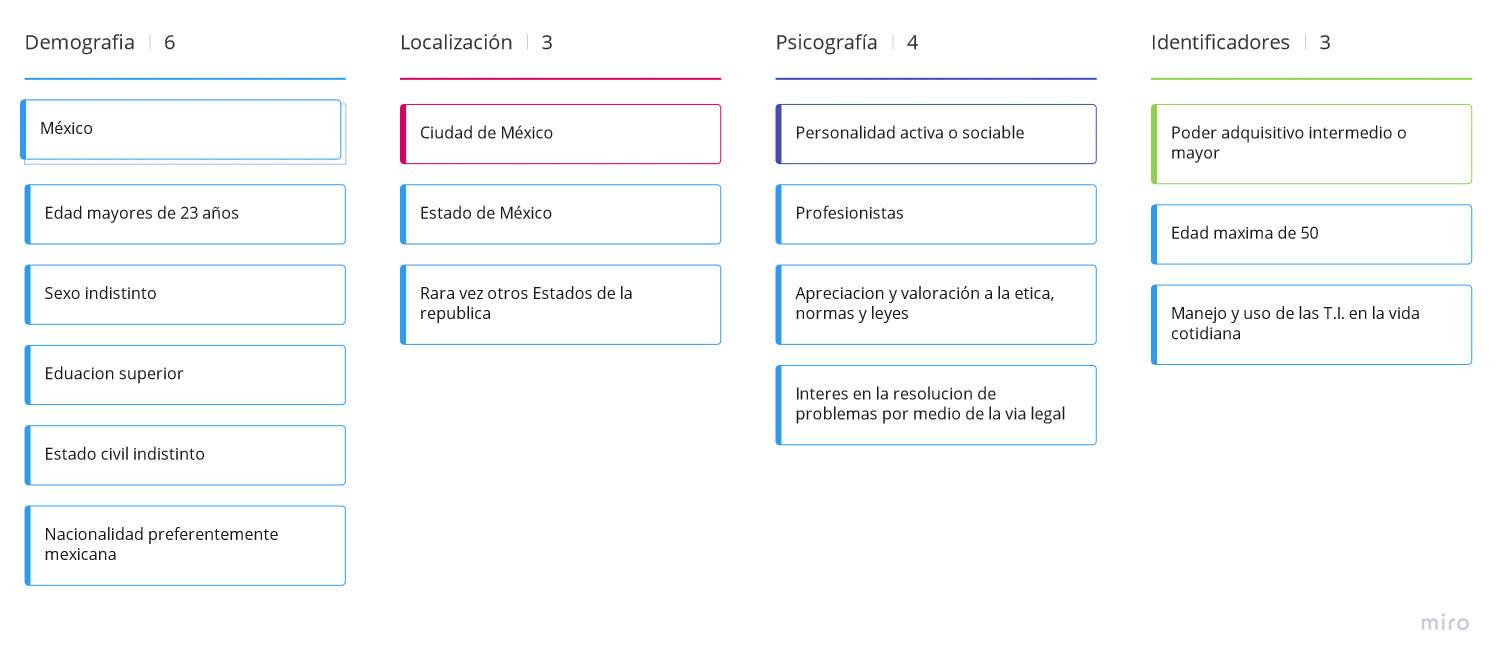 Demografia 6
México
Edad mayores de 23 años
Sexo indistinto
Eduacion superior
Estado civil indistinto
Nacionalidad preferentemente
mexicana
Localización 3
Ciudad de México
Estado de México
Rara vez otros Estados de la
republica
Psicografía 4
Personalidad activa o sociable
Profesionistas
Apreciacion y valoración a la etica,
normas y leyes
Interes en la resolucion de
problemas por medio de la via legal
Identificadores 3
Poder adquisitivo intermedio o
mayor
Edad maxima de 50
Manejo y uso de las T.I. en la vida
cotidiana
miro